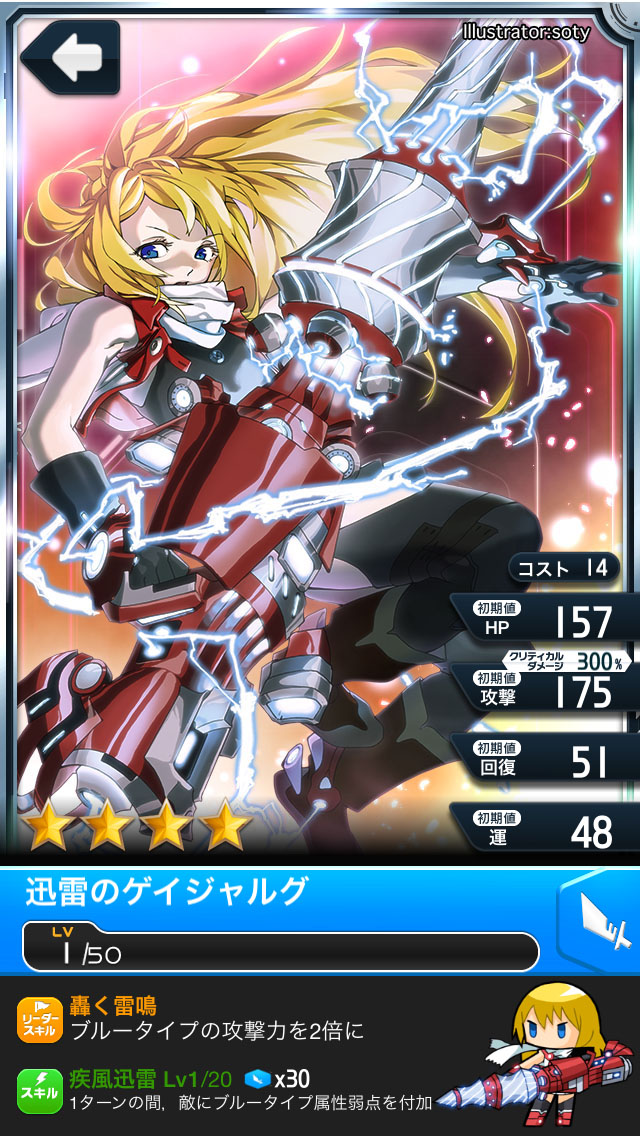 Illustrator:soty
コスト 14
初期値
HP 157
クリティカル
ダメージ 300%
初期値
攻撃 175
初期値
回復 51
初期値
運 48
迅雷のゲイジャルグ
LV
1/50
リーダー
スキル
轟く雷鳴
ブルータイプの攻撃力を2倍に
スキル
疾風迅雷 Lv1/20 x30
1ターンの間，敵にブルータイプ属性弱点を付加